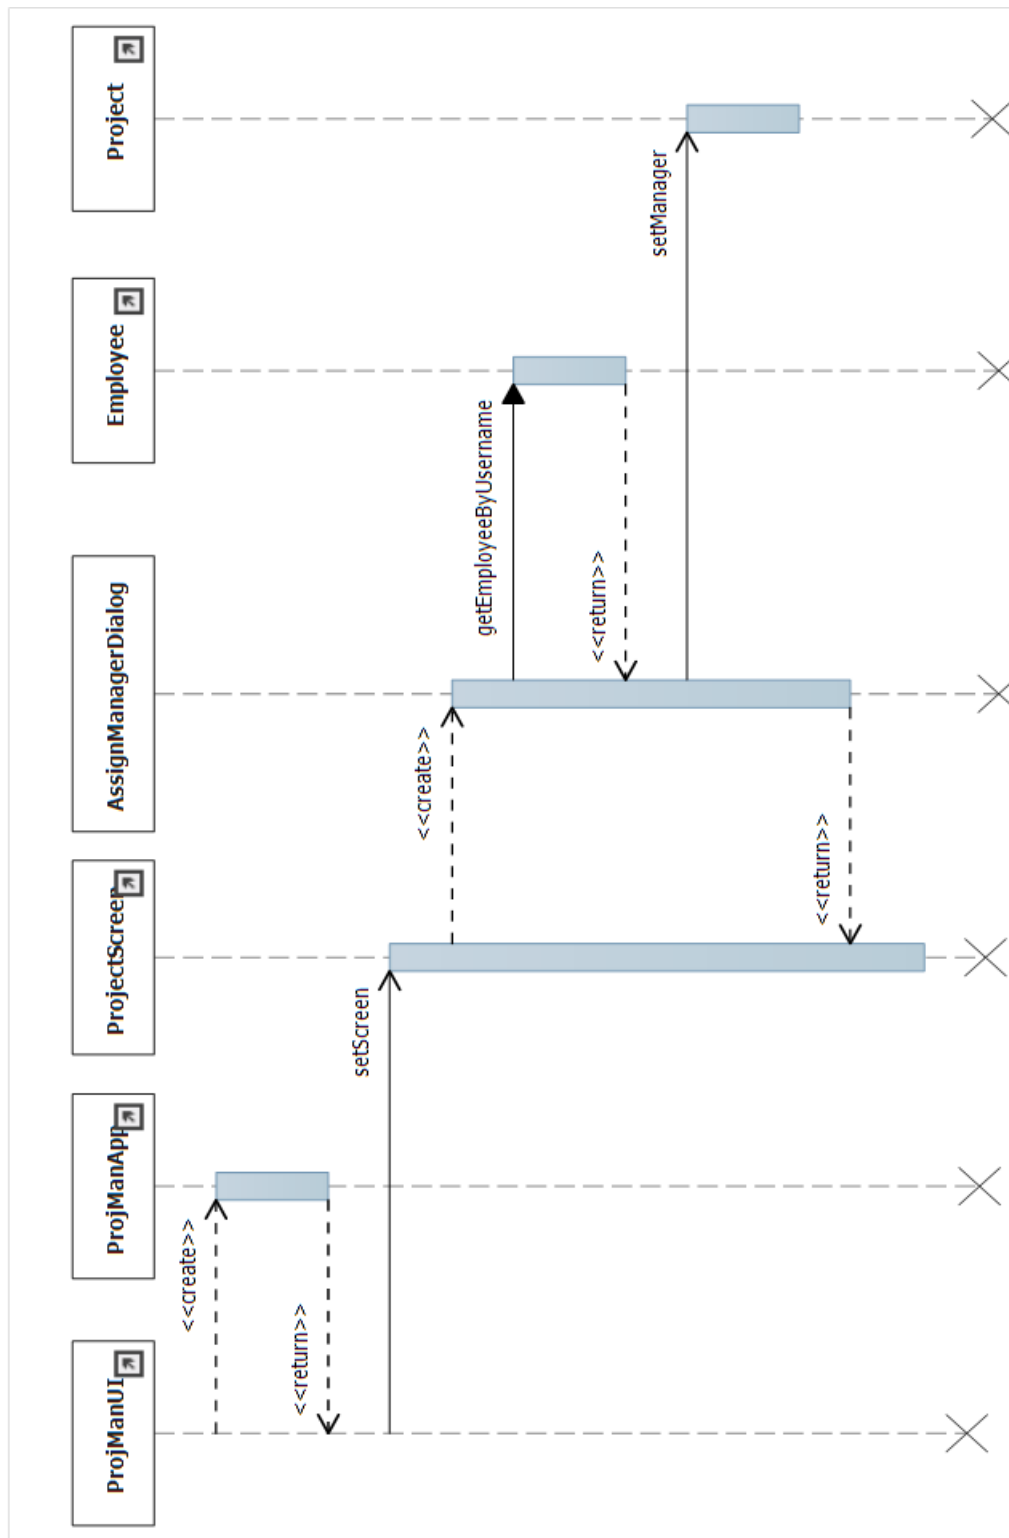 ProjManUI
ProjManApp
ProjectScreen
AssignManagerDialog
Employee
Project
<<create>>
<<return>>
setScreen
<<create>>
getEmployeeByUsername
<<return>>
setManager
<<return>>